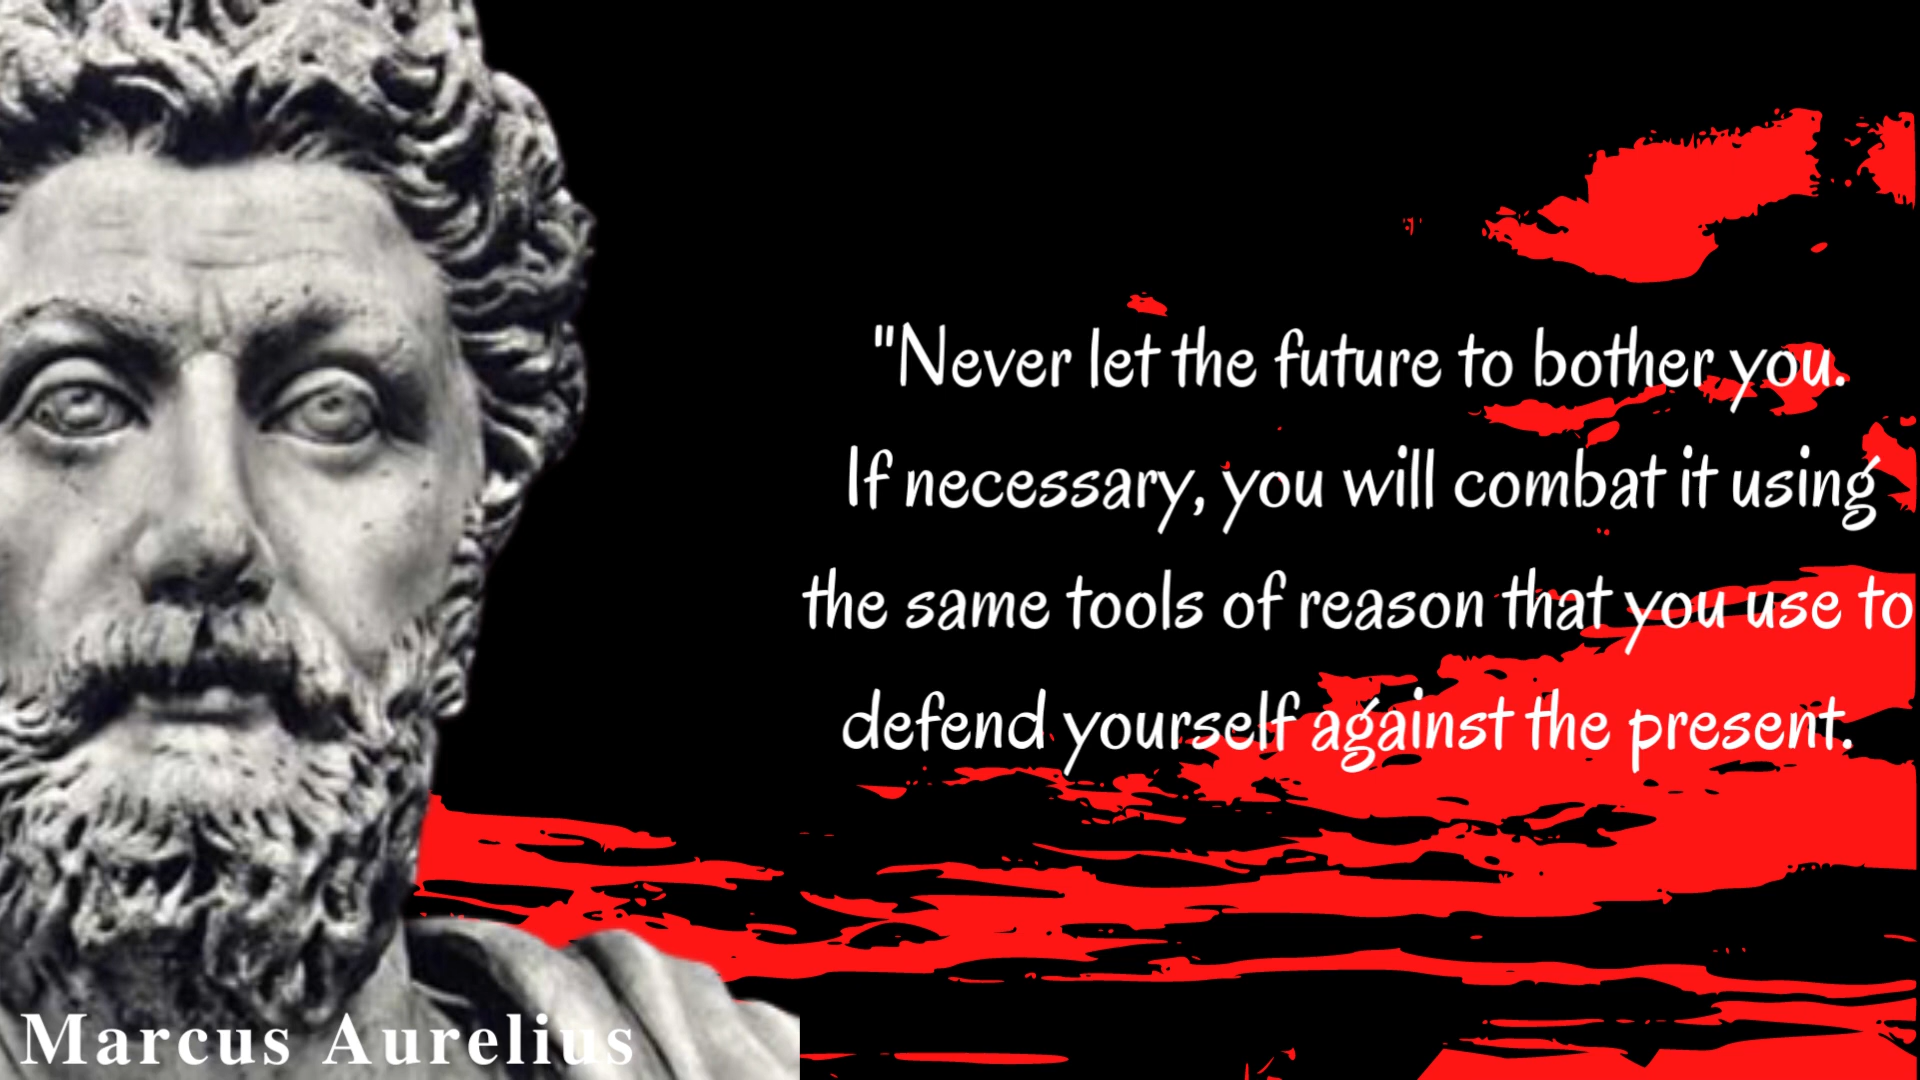 "Never let the future to bother you.
If necessary, you will combat it using
the same tools of reason that you use to
defend yourself against the present.
Marcus Aurelius